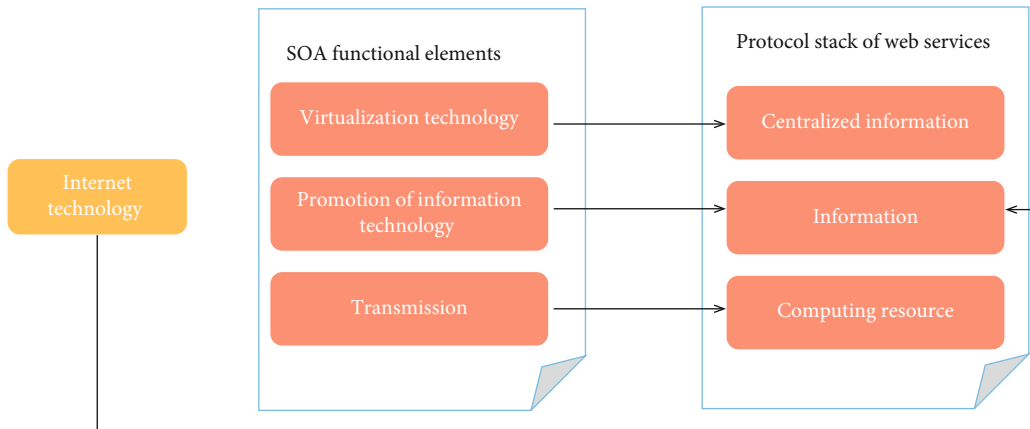 Internet
technology
SOA functional elements
Virtualization technology
Promotion of information
technology
Transmission
Protocol stack of web services
Centralized information
Information
Computing resource